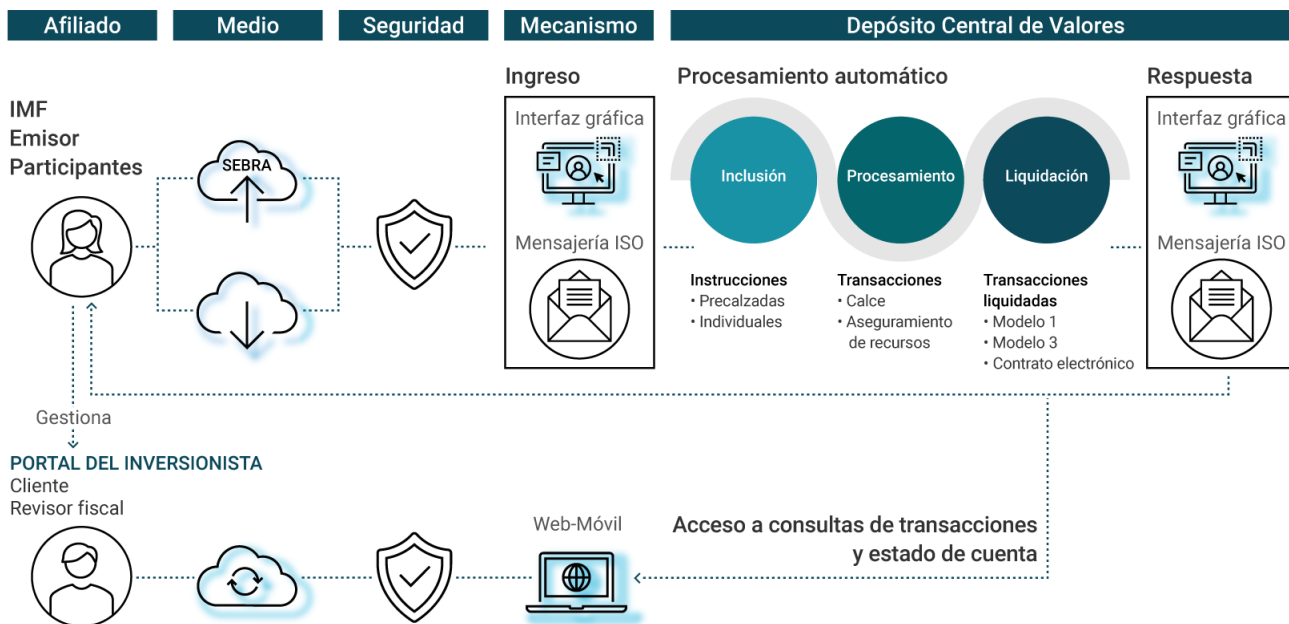 Afiliado
Medio
Seguridad
Mecanismo
Depósito Central de Valores
IMF
Emisor
Participantes
SEBRA
Ingreso
Interfaz gráfica
Mensajería ISO
Procesamiento automático
Inclusión
Procesamiento
Liquidación
Instrucciones
• Precalzadas
• Individuales
Transacciones
• Calce
• Aseguramiento
de recursos
Transacciones
liquidadas
• Modelo 1
• Modelo 3
• Contrato electrónico
Respuesta
Interfaz gráfica
Mensajería ISO
Gestiona
PORTAL DEL INVERSIONISTA
Cliente
Revisor fiscal
Web-Móvil
Acceso a consultas de transacciones
y estado de cuenta